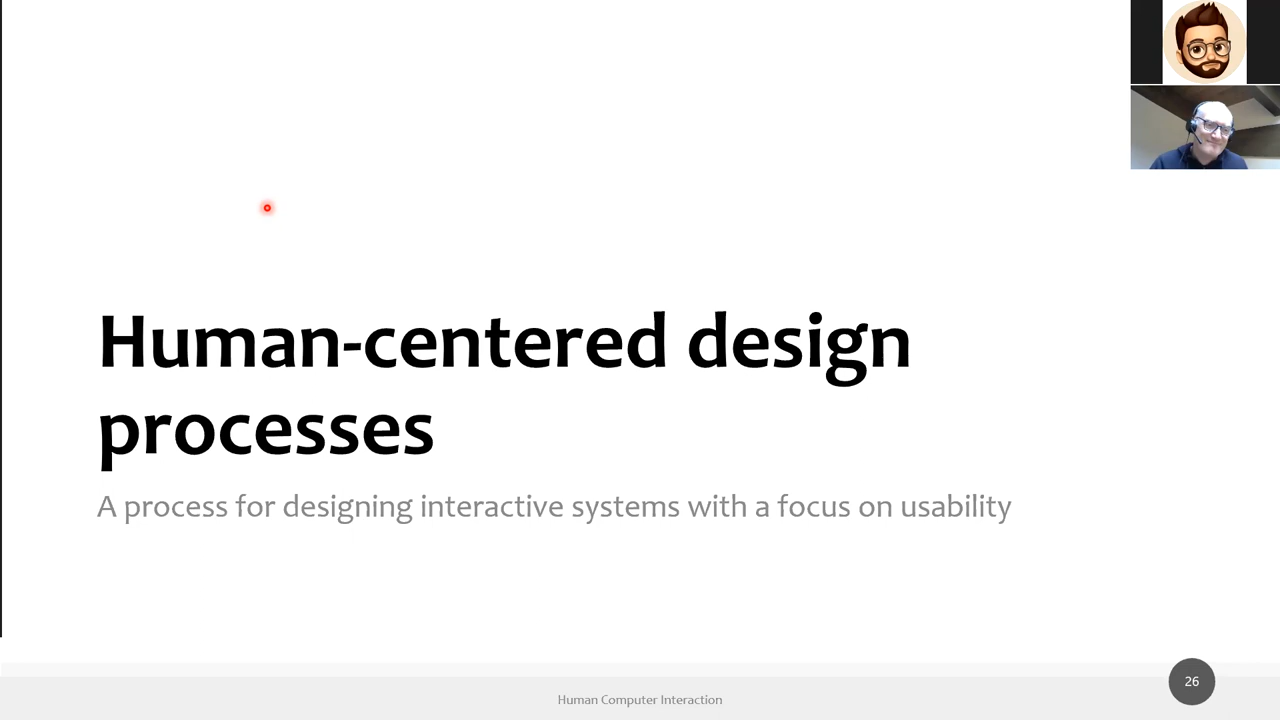 Human-centered design
processes
A process for designing interactive systems with a focus on usability
Human Computer Interaction
26